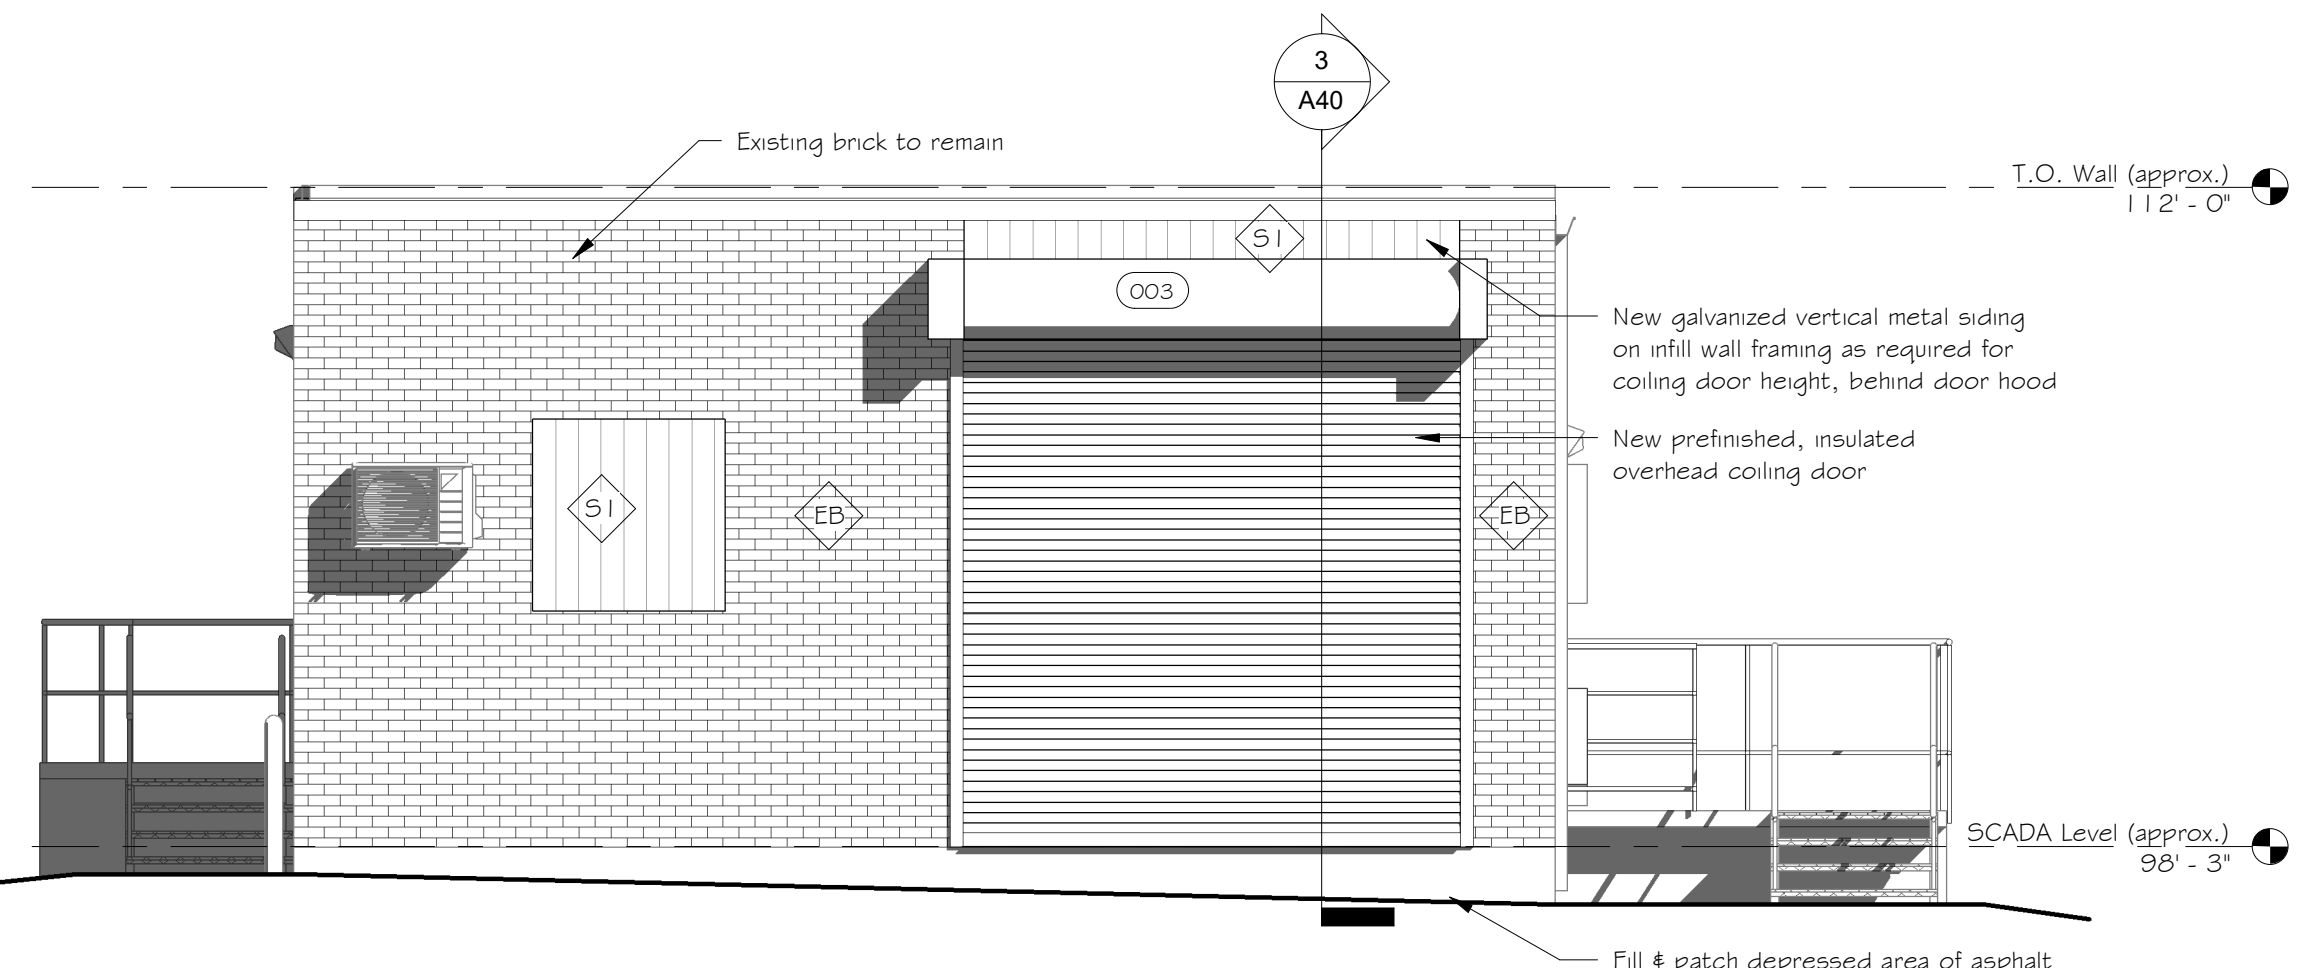 3
A40
Existing brick to remain
T.O. Wall (approx.)
112' - 0"
S1
003
New galvanized vertical metal siding
on infill wall framing as required for
coiling door height, behind door hood
New prefinished, insulated
overhead coiling door
S1
EB
EB
SCADA Level (approx.)
98' - 3"
Fill & patch depressed area of asphalt